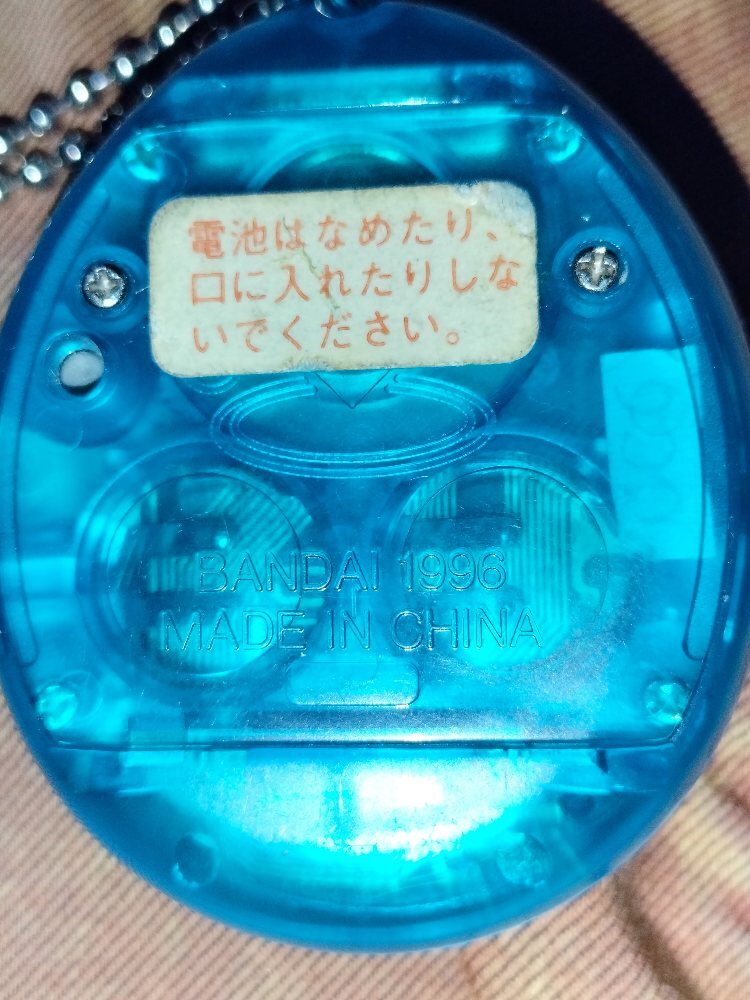 電池はなめたり、
口に入れたりしな
いでください。
BANDAI 1996
MADE IN CHINA